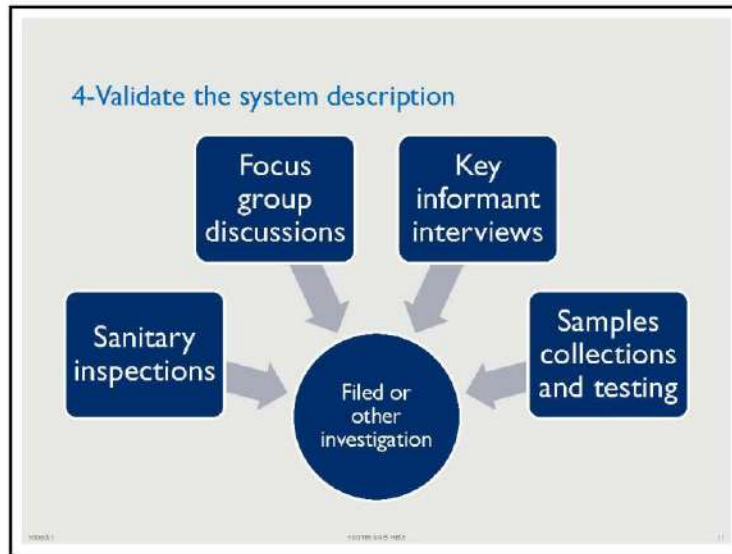 4-Validate the system description
Focus
group
discussions
Key
informant
interviews
Sanitary
inspections
Samples
collections
and testing
Filed or
other
investigation
11